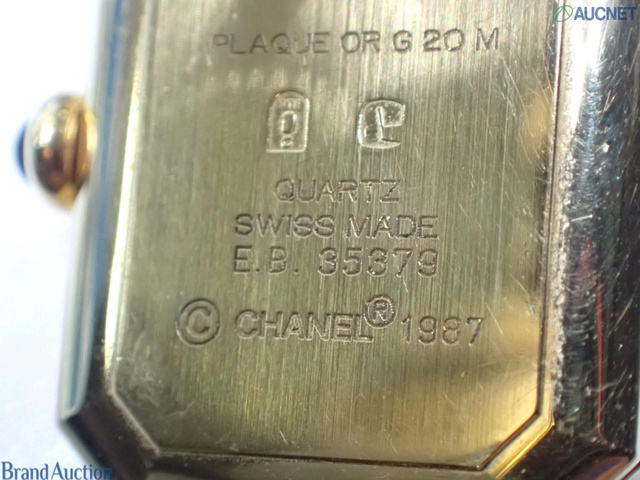 AUCNET
PLAQUE OR G 20 M
QUARTZ
SWISS MADE
E.B. 35379
© CHANEL® 1987
Brand Auction